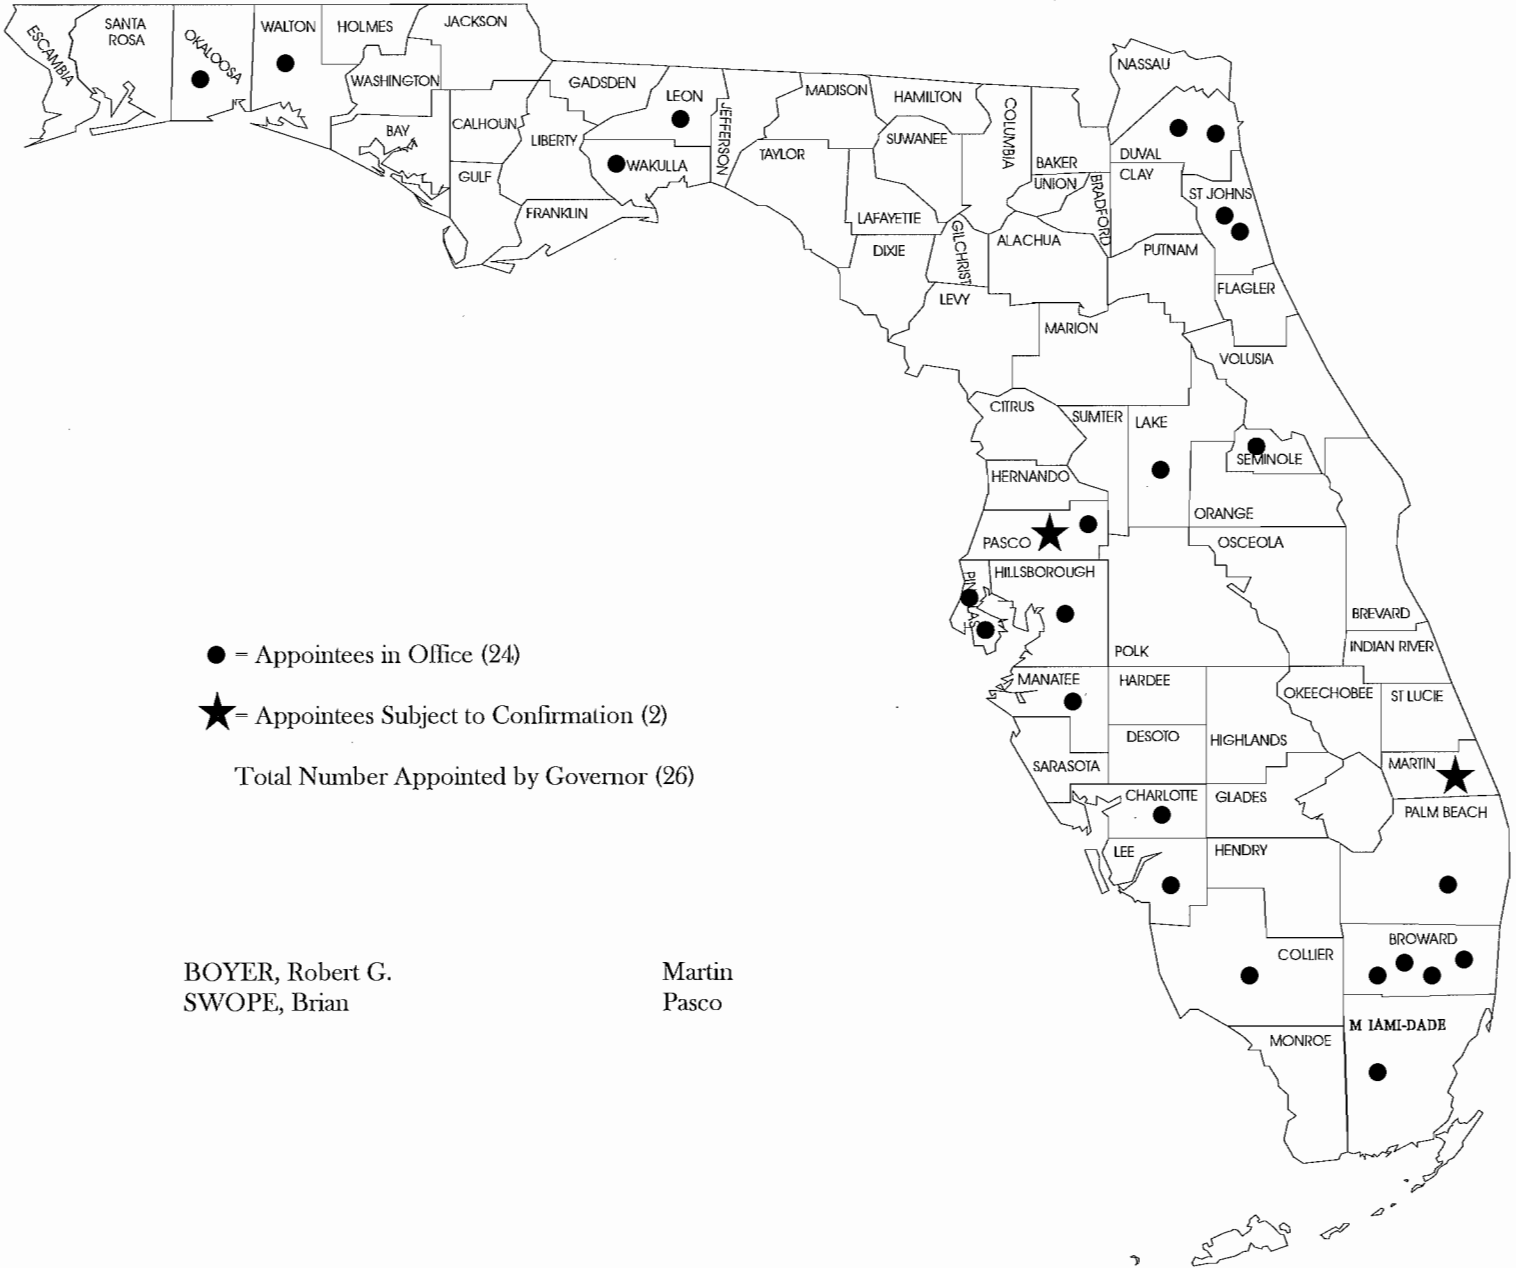 ESCAMBIA
SANTA
ROSA
OKALOOSA
WALTON
HOLMES
JACKSON
WASHINGTON
BAY
CALHOUN
GULF
LIBERTY
GADSDEN
FRANKLIN
LEON
WAKULLA
JEFFERSON
MADISON
TAYLOR
HAMILTON
SUWANEE
LAFAYETTE
DIXIE
COLUMBIA
GILCHRIST
LEVY
BAKER
UNION
BRADFORD
ALACHUA
NASSAU
DUVAL
CLAY
ST JOHNS
PUTNAM
FLAGLER
MARION
VOLUSIA
CITRUS
SUMTER
LAKE
SEMINOLE
HERNANDO
ORANGE
PASCO
OSCEOLA
HILLSBOROUGH
BREVARD
POLK
INDIAN RIVER
MANATEE
HARDEE
OKEECHOBEE
ST LUCIE
DESOTO
HIGHLANDS
SARASOTA
MARTIN
CHARLOTTE
GLADES
PALM BEACH
LEE
HENDRY
COLLIER
BROWARD
M IAMI-DADE
MONROE
= Appointees in Office (24)
= Appointees Subject to Confirmation (2)
Total Number Appointed by Governor (26)
BOYER, Robert G. Martin
SWOPE, Brian Pasco